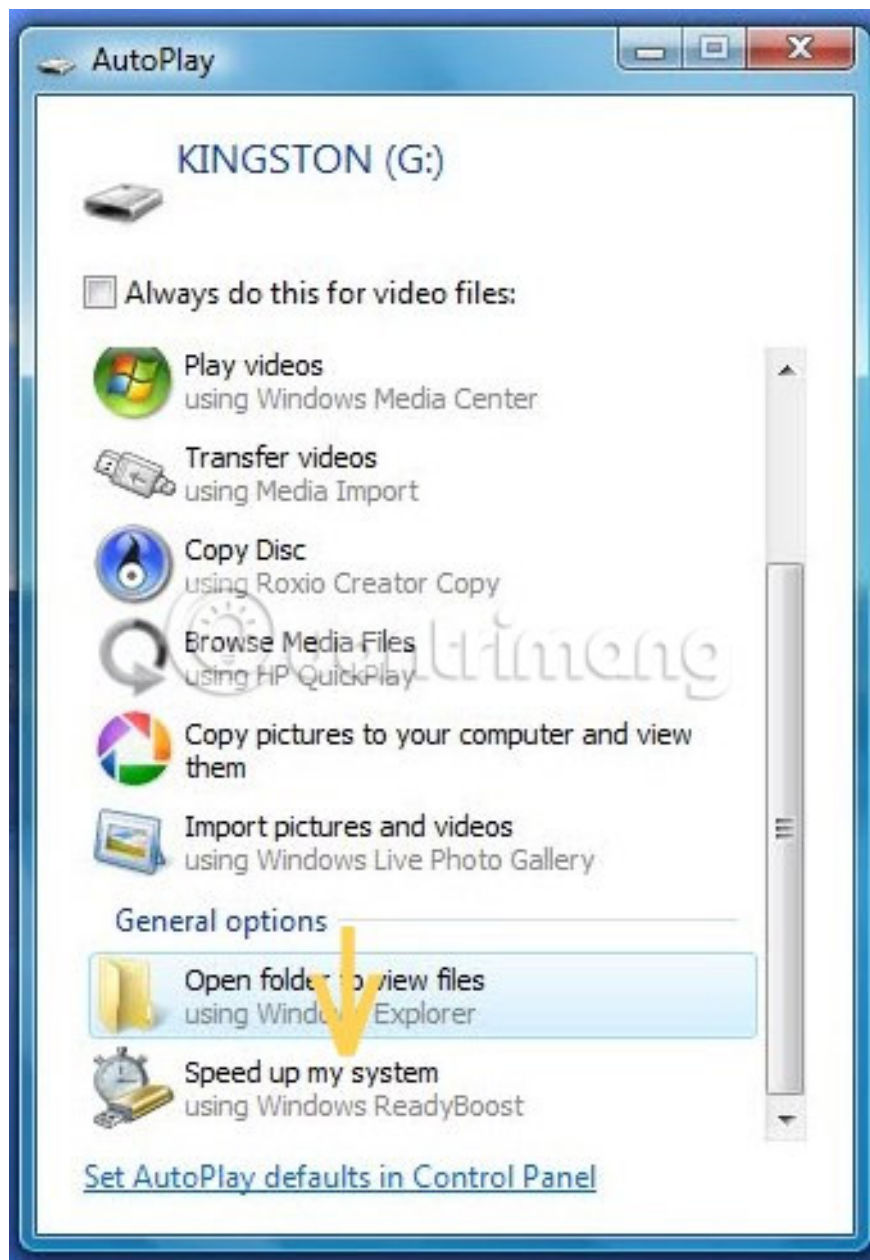 AutoPlay
KINGSTON (G:)
Always do this for video files:
Play videos
using Windows Media Center
Transfer videos
using Media Import
Copy Disc
using Roxio Creator Copy
Browse Media Files
using HP QuickPlay
quantrimang
Copy pictures to your computer and view
them
Import pictures and videos
using Windows Live Photo Gallery
General options
Open folder to view files
using Windows Explorer
Speed up my system
using Windows ReadyBoost
Set AutoPlay defaults in Control Panel